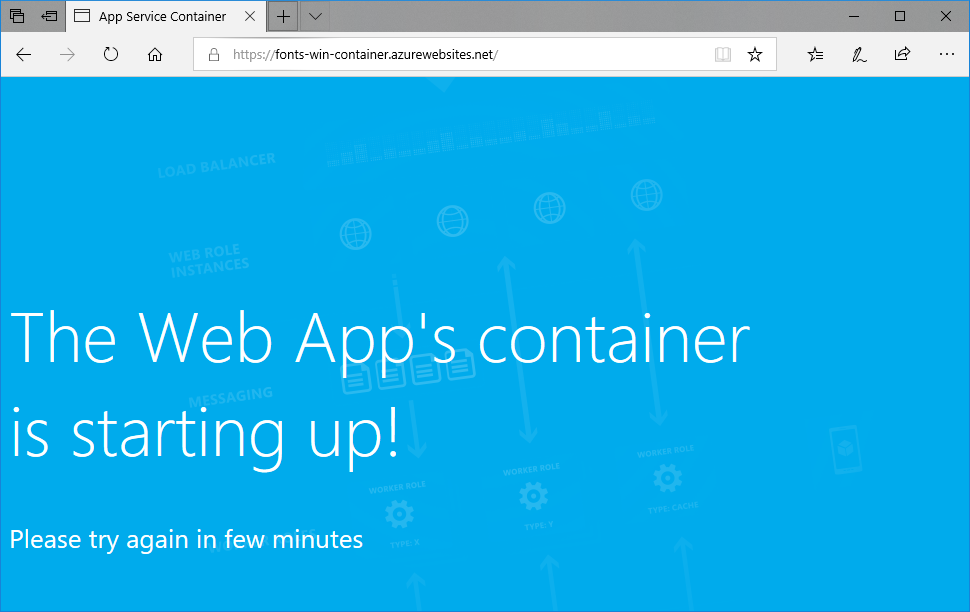 App Service Container
https://fonts-win-container.azurewebsites.net/
LOAD BALANCER
WEB ROLE
INSTANCES
The Web App's container
MESSAGING
is starting up!
WORKER ROLE
WORKER ROLE
WORKER ROLE
TYPE: X
TYPE: Y
TYPE: CACHE
Please try again in few minutes